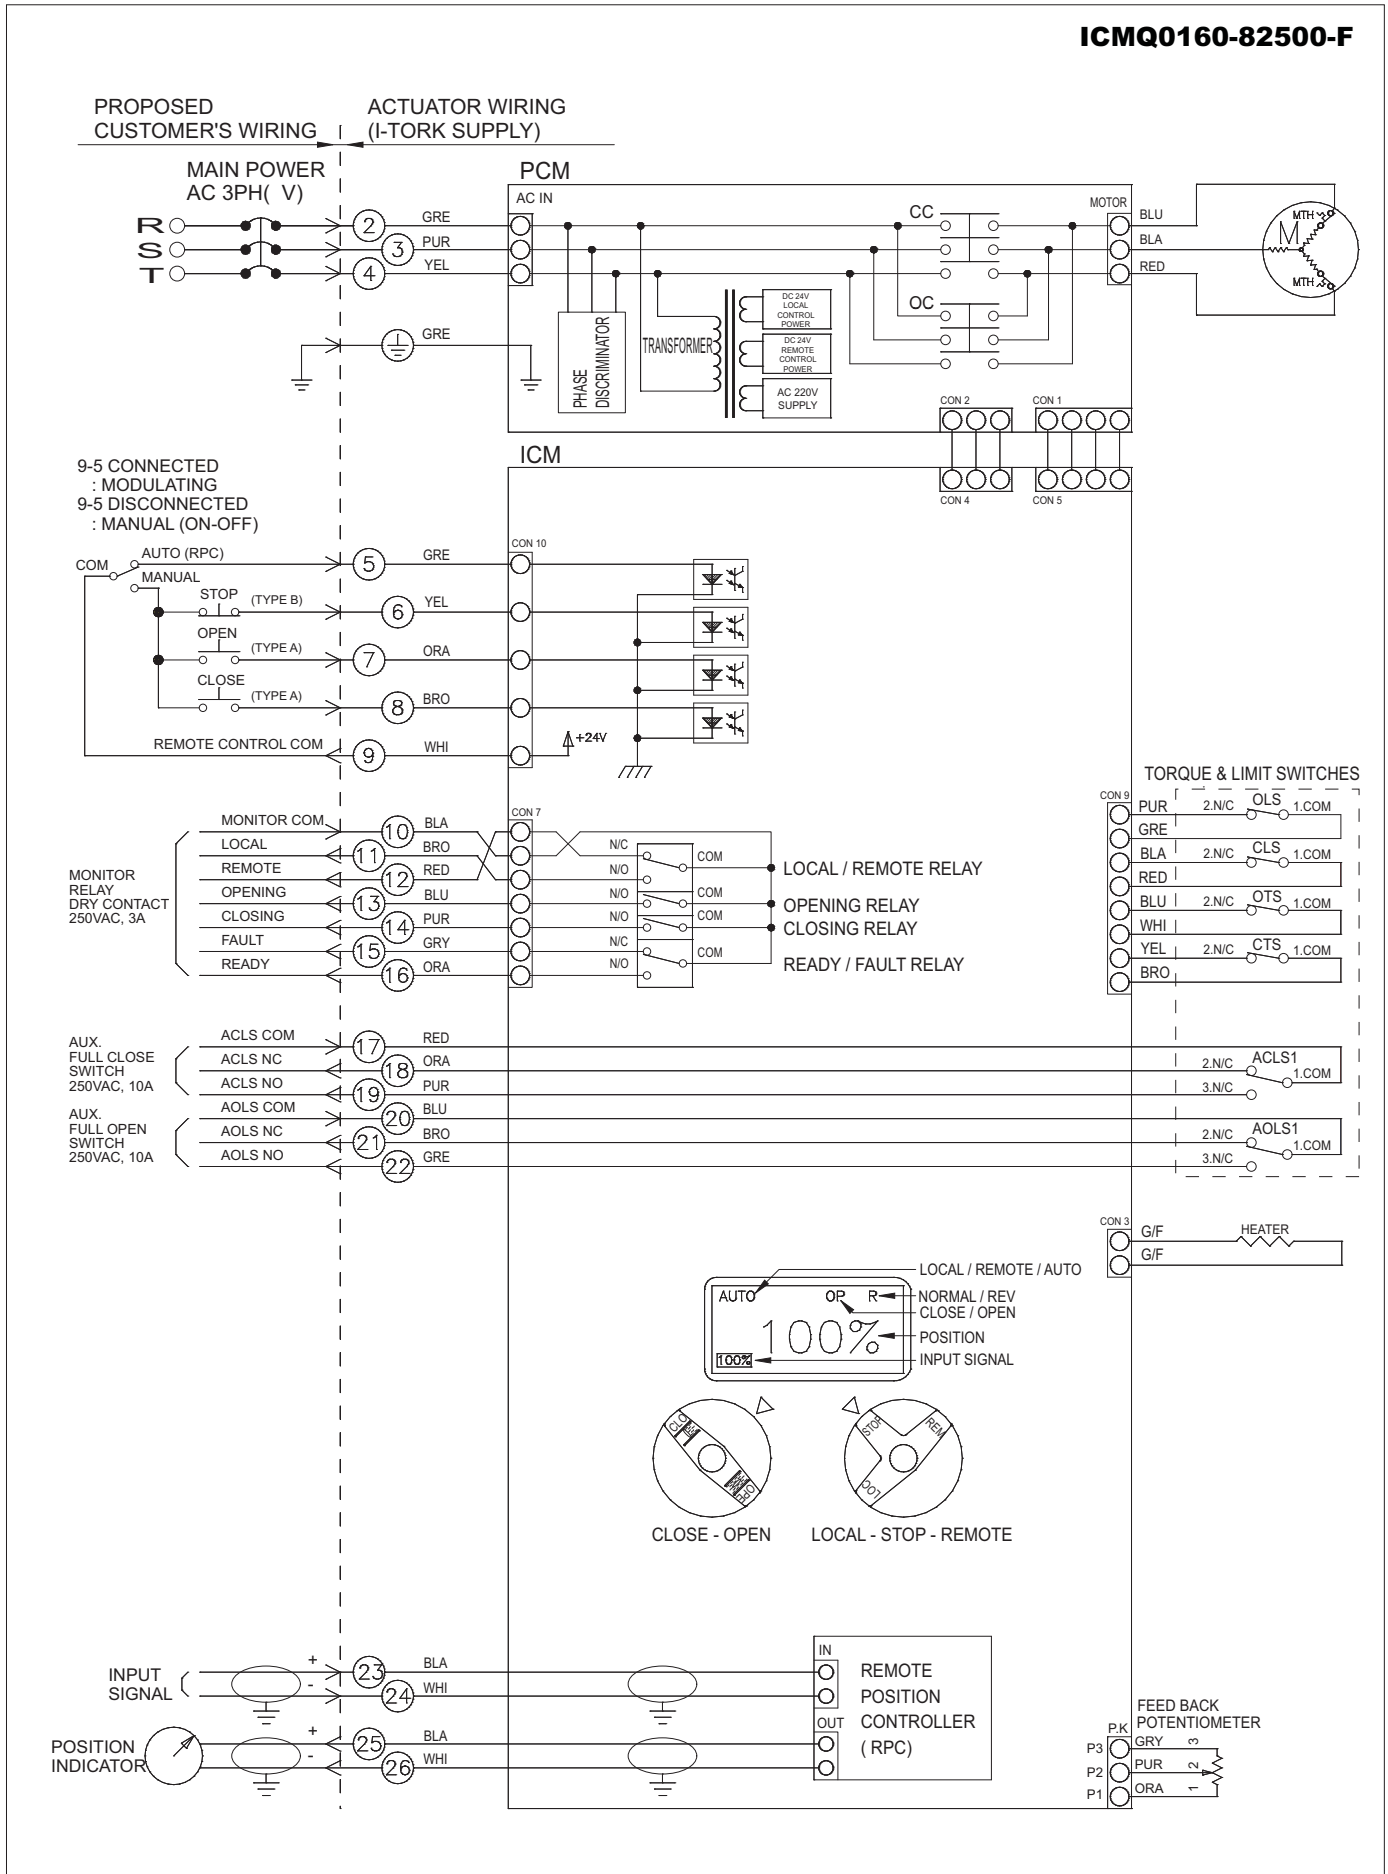 ICMQ0160-82500-F
PROPOSED
CUSTOMER'S WIRING
ACTUATOR WIRING
(I-TORK SUPPLY)
MAIN POWER
AC 3PH( V)
PCM
AC IN
R
S
T
2
3
4
GRE
PUR
YEL
GRE
CC
OC
MOTOR
BLU
BLA
RED
MTH
M
MTH
PHASE
DISCRIMINATOR
TRANSFORMER
DC 24V
LOCAL
CONTROL
POWER
DC 24V
REMOTE
CONTROL
POWER
AC 220V
SUPPLY
CON 2
CON 1
ICM
CON 4
CON 5
9-5 CONNECTED
: MODULATING
9-5 DISCONNECTED
: MANUAL (ON-OFF)
CON 10
COM
AUTO (RPC)
5
GRE
MANUAL
STOP
(TYPE B)
6
YEL
OPEN
(TYPE A)
7
ORA
CLOSE
(TYPE A)
8
BRO
REMOTE CONTROL COM
9
WHI
+24V
TORQUE & LIMIT SWITCHES
CON 9
PUR 2.N/C OLS 1.COM
GRE
BLA 2.N/C CLS 1.COM
RED
BLU 2.N/C OTS 1.COM
WHI
YEL 2.N/C CTS 1.COM
BRO
CON 7
MONITOR
RELAY
DRY CONTACT
250VAC, 3A
MONITOR COM 10 BLA
LOCAL 11 BRO
REMOTE 12 RED
OPENING 13 BLU
CLOSING 14 PUR
FAULT 15 GRY
READY 16 ORA
N/C
COM
N/O
LOCAL / REMOTE RELAY
N/O
COM
OPENING RELAY
N/O
COM
CLOSING RELAY
N/C
COM
N/O
READY / FAULT RELAY
AUX.
FULL CLOSE
SWITCH
250VAC, 10A
ACLS COM 17 RED
ACLS NC 18 ORA
ACLS NO 19 PUR
2.N/C ACLS1
1.COM
3.N/C
AUX.
FULL OPEN
SWITCH
250VAC, 10A
AOLS COM 20 BLU
AOLS NC 21 BRO
AOLS NO 22 GRE
2.N/C AOLS1
1.COM
3.N/C
CON 3
G/F
HEATER
G/F
AUTO
OP
R
100%
100%
LOCAL / REMOTE / AUTO
NORMAL / REV
CLOSE / OPEN
POSITION
INPUT SIGNAL
CLO
OPE
STOP
REM
LOC
CLOSE - OPEN
LOCAL - STOP - REMOTE
INPUT
SIGNAL
+
-
23 BLA
24 WHI
IN
REMOTE
POSITION
CONTROLLER
( RPC)
OUT
POSITION
INDICATOR
+
-
25 BLA
26 WHI
FEED BACK
POTENTIOMETER
P.K
P3 GRY 3
P2 PUR 2
P1 ORA 1